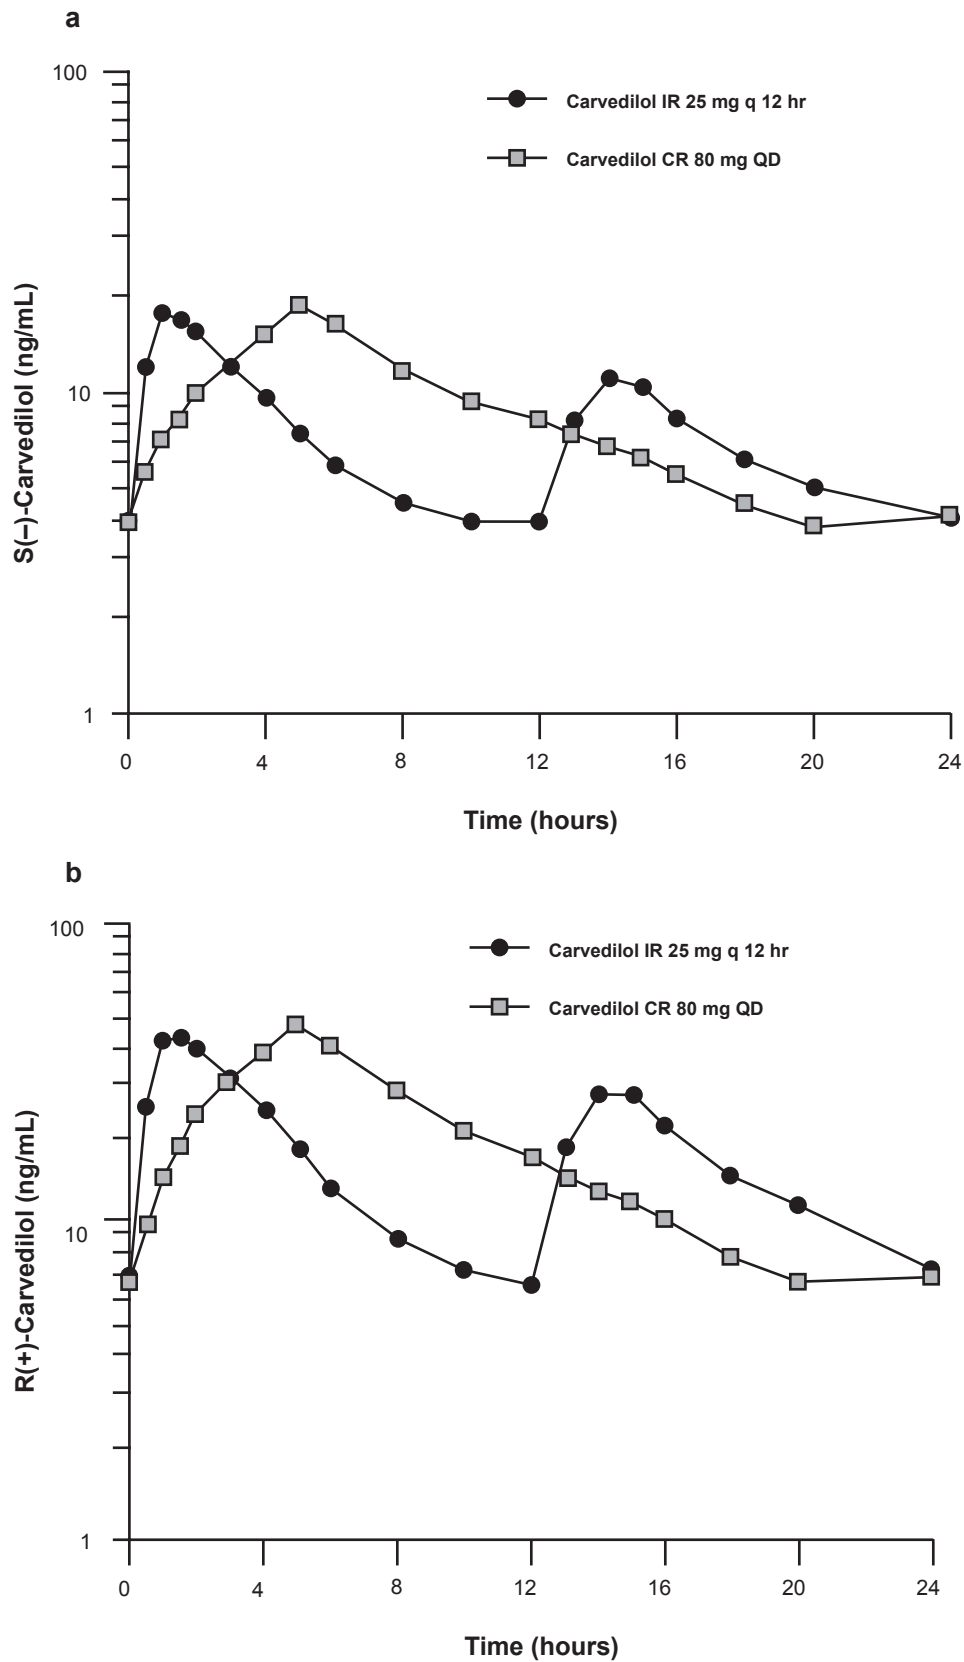 a
100
Carvedilol IR 25 mg q 12 hr
Carvedilol CR 80 mg QD
S(–)-Carvedilol (ng/mL)
10
1
0 4 8 12 16 20 24
Time (hours)
b
100
Carvedilol IR 25 mg q 12 hr
Carvedilol CR 80 mg QD
R(+)-Carvedilol (ng/mL)
10
1
0 4 8 12 16 20 24
Time (hours)